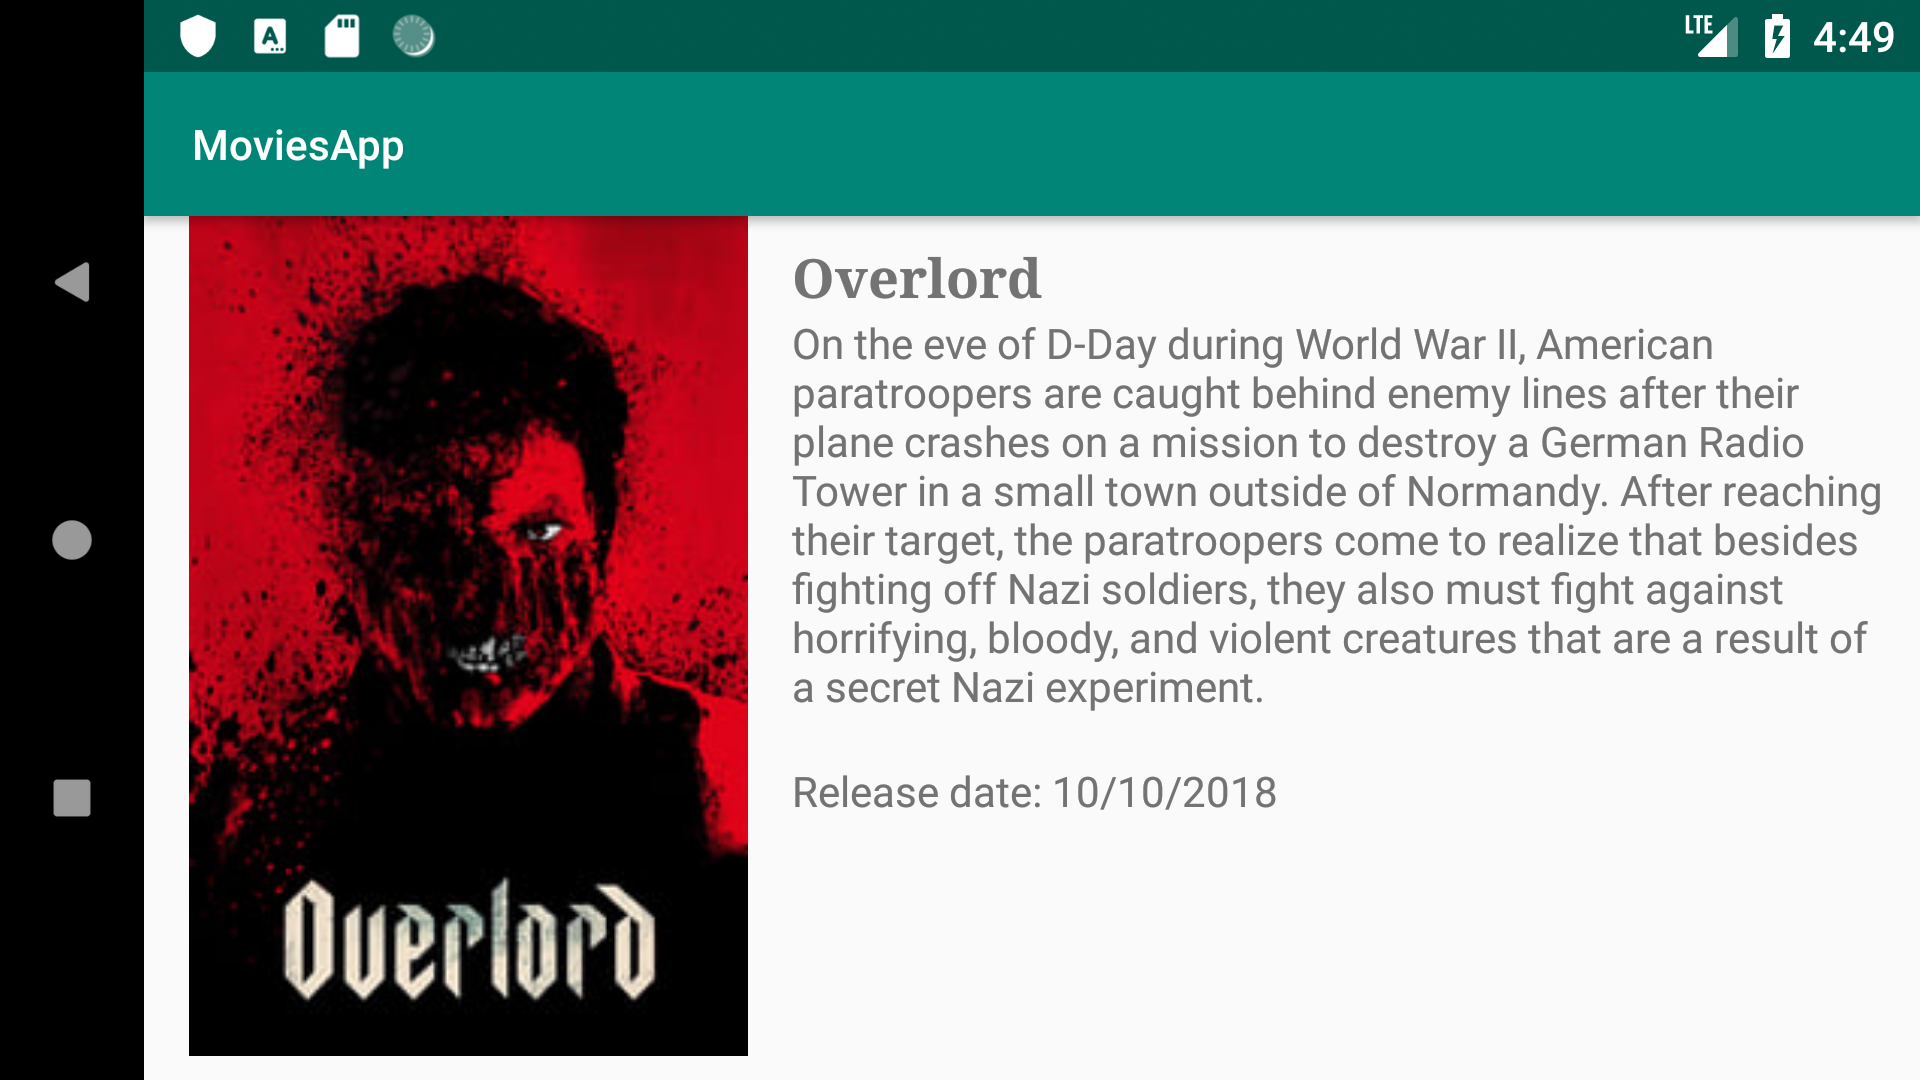 A
LTE
4:49
MoviesApp
Overlord
On the eve of D-Day during World War II, American
paratroopers are caught behind enemy lines after their
plane crashes on a mission to destroy a German Radio
Tower in a small town outside of Normandy. After reaching
their target, the paratroopers come to realize that besides
fighting off Nazi soldiers, they also must fight against
horrifying, bloody, and violent creatures that are a result of
a secret Nazi experiment.
Release date: 10/10/2018
Overlord